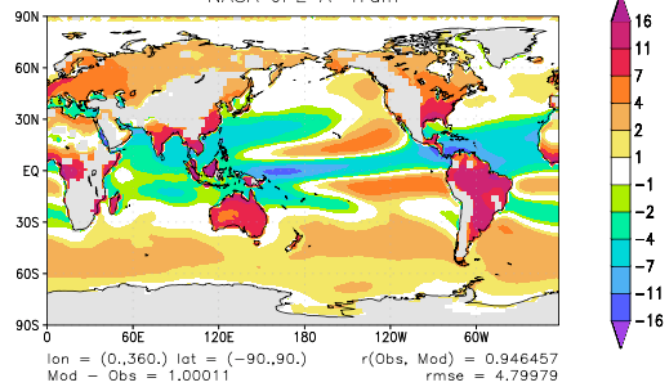 90N
60N
30N
EQ
30S
60S
90S
0 60E 120E 180 120W 60W
16
11
7
4
2
1
-1
-2
-4
-7
-11
-16
lon = (0.,360.) lat = (-90.,90.) r(Obs, Mod) = 0.946457
Mod - Obs = 1.00011 rmse = 4.79979